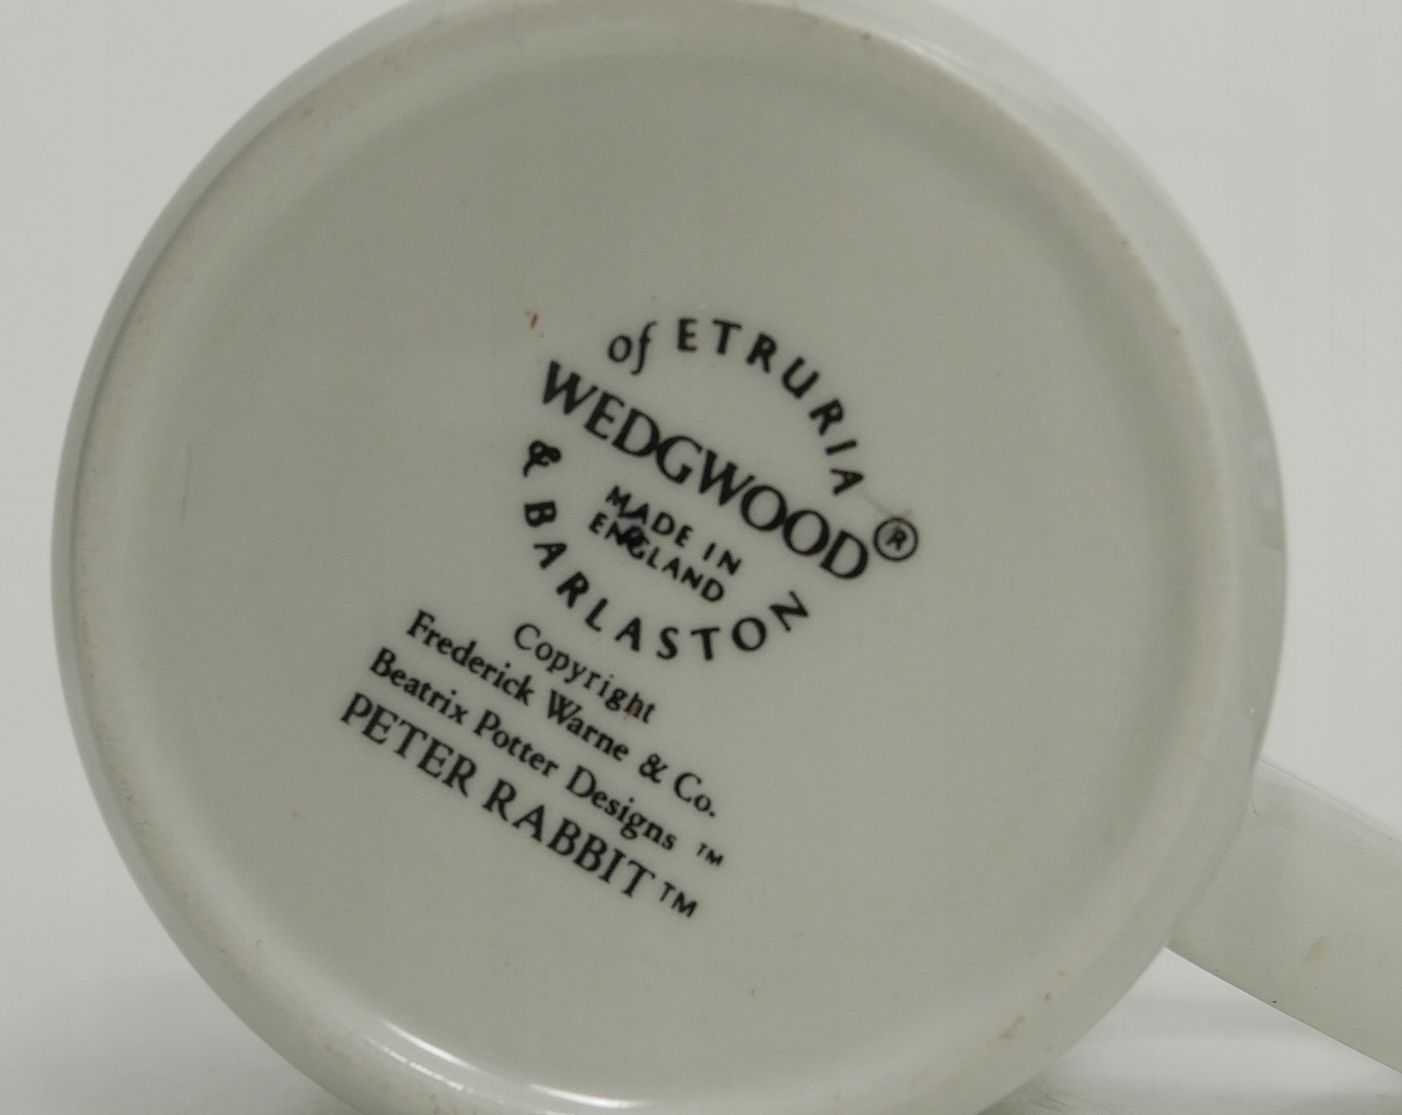 of ETRURIA
WEDGWOOD®
MADE IN
ENGLAND
& BARLASTON
Copyright
Frederick Warne & Co.
Beatrix Potter Designs ™
PETER RABBIT™